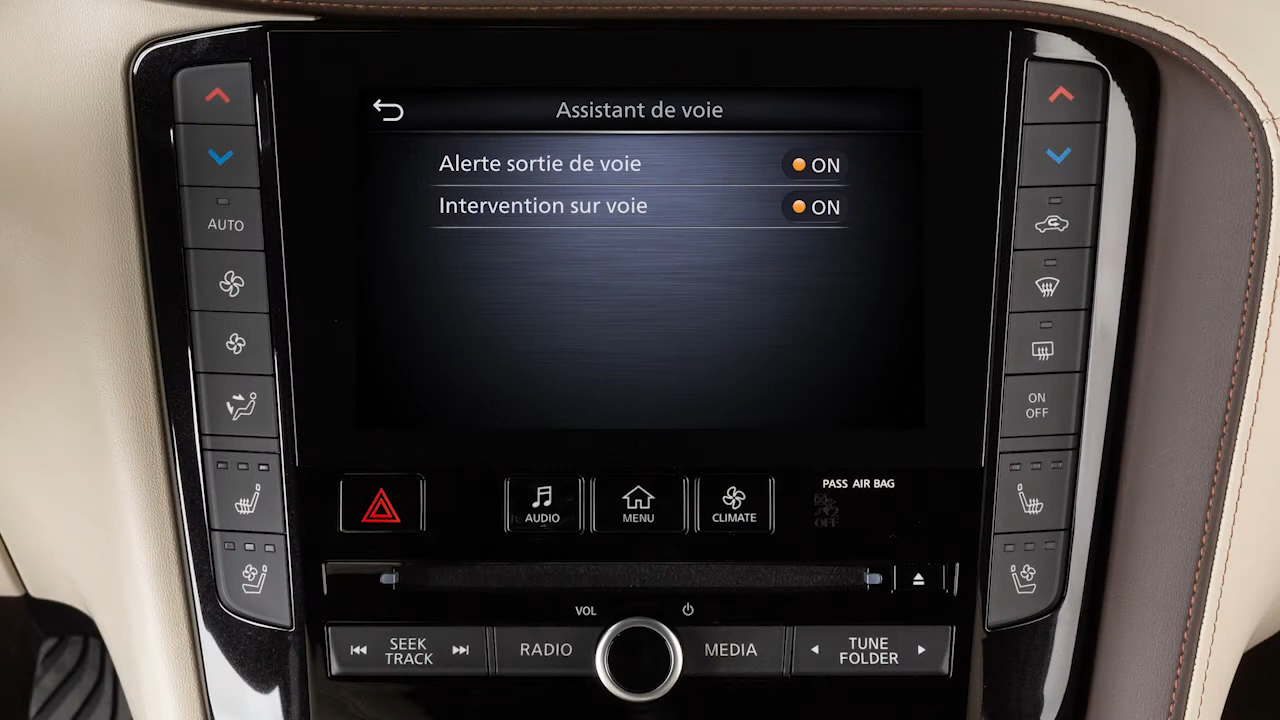 Assistant de voie
Alerte sortie de voie ON
Intervention sur voie ON
AUTO
ON
OFF
AUDIO
MENU
CLIMATE
PASS AIR BAG
OFF
VOL
SEEK
TRACK
RADIO
MEDIA
TUNE
FOLDER